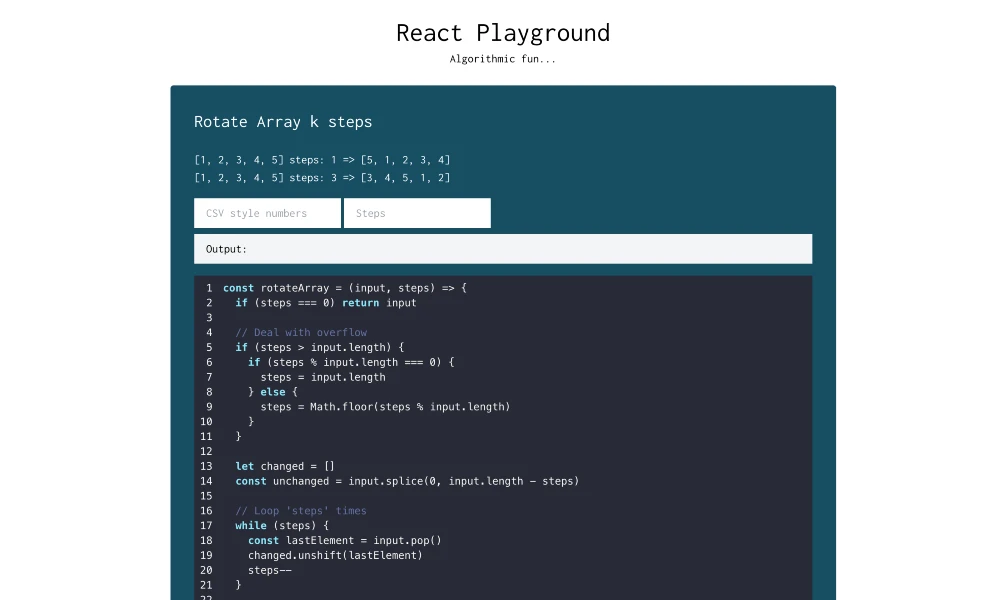 React Playground
Algorithmic fun...
Rotate Array k steps
[1, 2, 3, 4, 5] steps: 1 => [5, 1, 2, 3, 4]
[1, 2, 3, 4, 5] steps: 3 => [3, 4, 5, 1, 2]
CSV style numbers Steps
Output:
1 const rotateArray = (input, steps) => {
2   if (steps === 0) return input
3
4   // Deal with overflow
5   if (steps > input.length) {
6     if (steps % input.length === 0) {
7       steps = input.length
8     } else {
9       steps = Math.floor(steps % input.length)
10     }
11   }
12
13   let changed = []
14   const unchanged = input.splice(0, input.length - steps)
15
16   // Loop 'steps' times
17   while (steps) {
18     const lastElement = input.pop()
19     changed.unshift(lastElement)
20     steps--
21   }
22